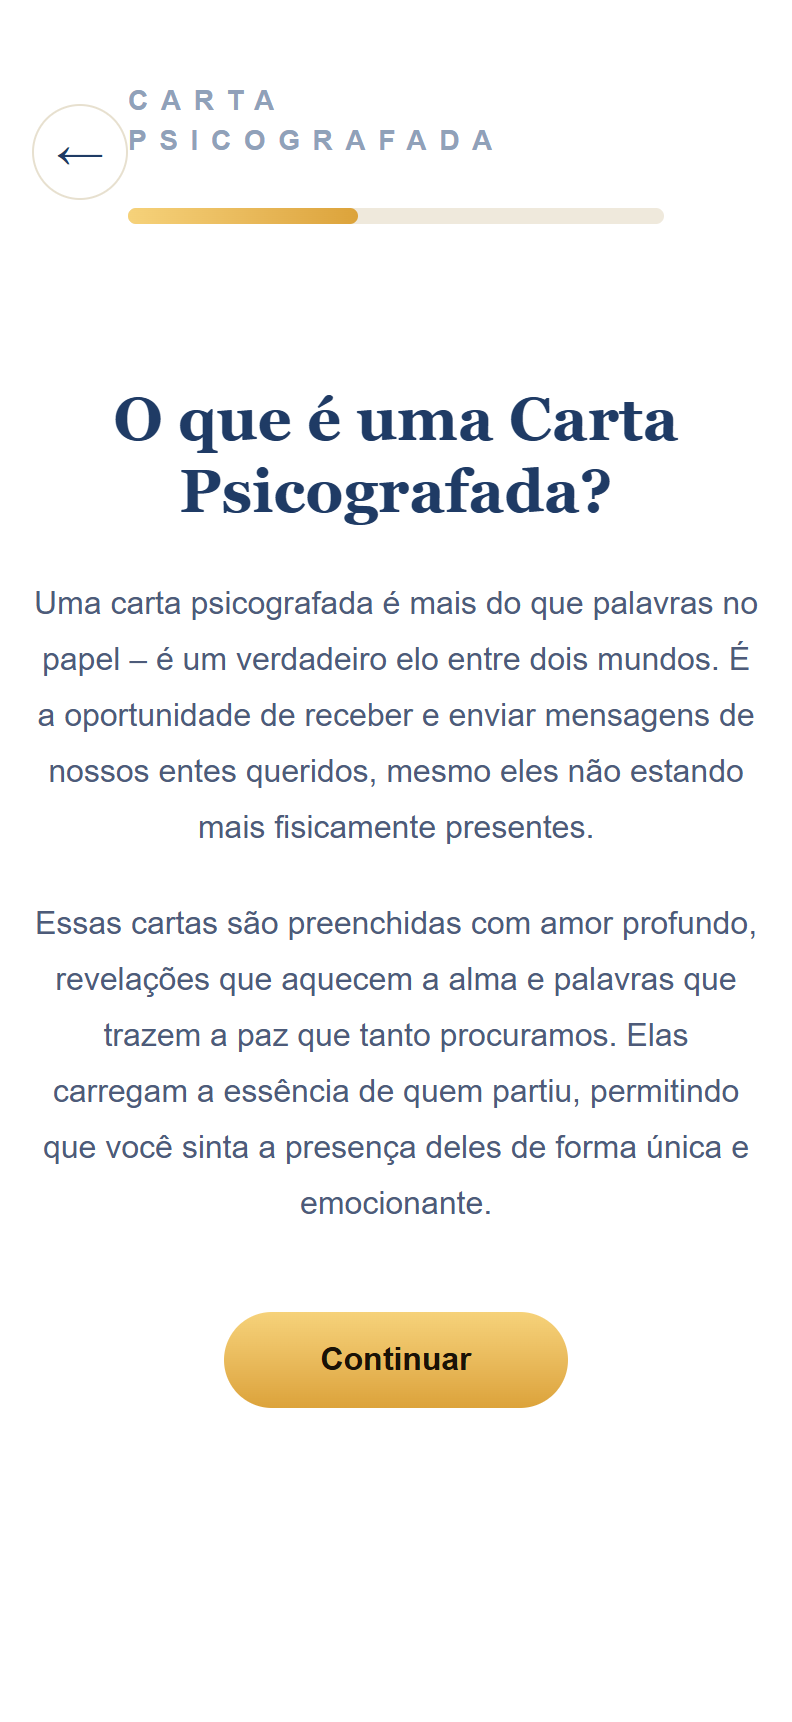 CARTA
PSICOGRAFADA
O que é uma Carta
Psicografada?
Uma carta psicografada é mais do que palavras no
papel – é um verdadeiro elo entre dois mundos. É
a oportunidade de receber e enviar mensagens de
nossos entes queridos, mesmo eles não estando
mais fisicamente presentes.
Essas cartas são preenchidas com amor profundo,
revelações que aquecem a alma e palavras que
trazem a paz que tanto procuramos. Elas
carregam a essência de quem partiu, permitindo
que você sinta a presença deles de forma única e
emocionante.
Continuar